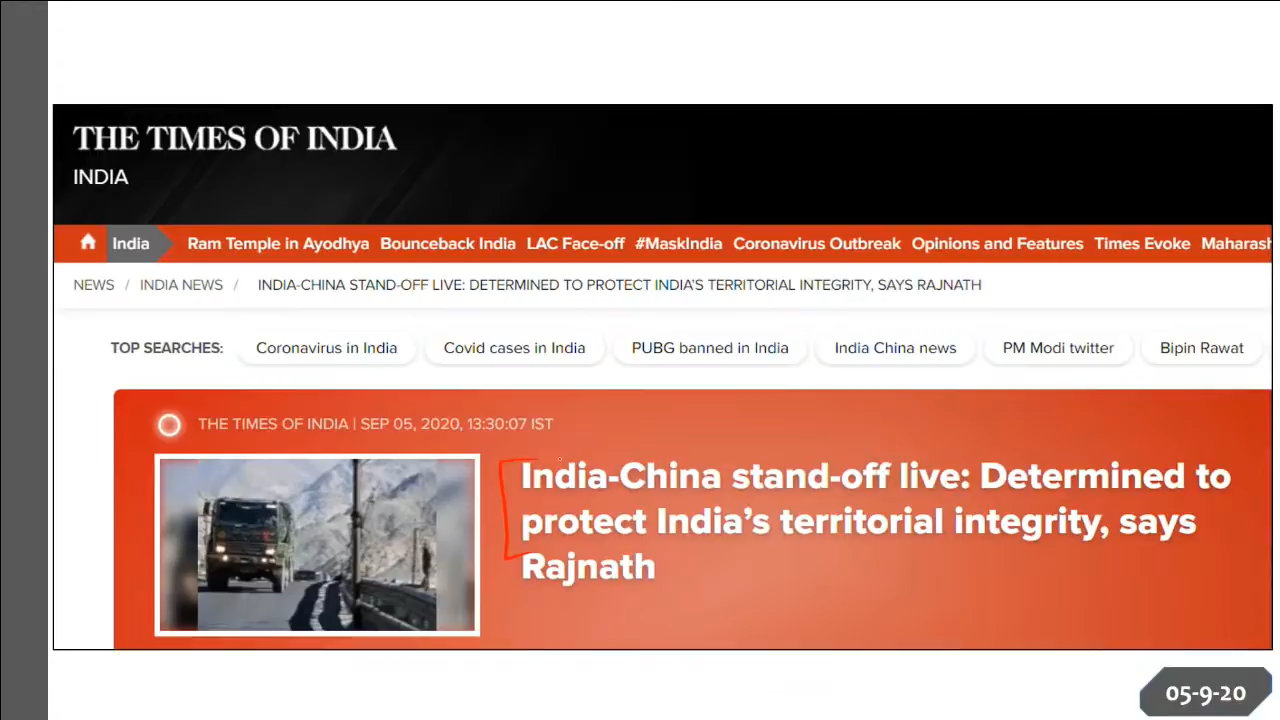 THE TIMES OF INDIA
INDIA
India Ram Temple in Ayodhya Bounceback India LAC Face-off #MaskIndia Coronavirus Outbreak Opinions and Features Times Evoke Maharash
NEWS / INDIA NEWS / INDIA-CHINA STAND-OFF LIVE: DETERMINED TO PROTECT INDIA'S TERRITORIAL INTEGRITY, SAYS RAJNATH
TOP SEARCHES: Coronavirus in India Covid cases in India PUBG banned in India India China news PM Modi twitter Bipin Rawat
THE TIMES OF INDIA | SEP 05, 2020, 13:30:07 IST
India-China stand-off live: Determined to
protect India's territorial integrity, says
Rajnath
05-9-20